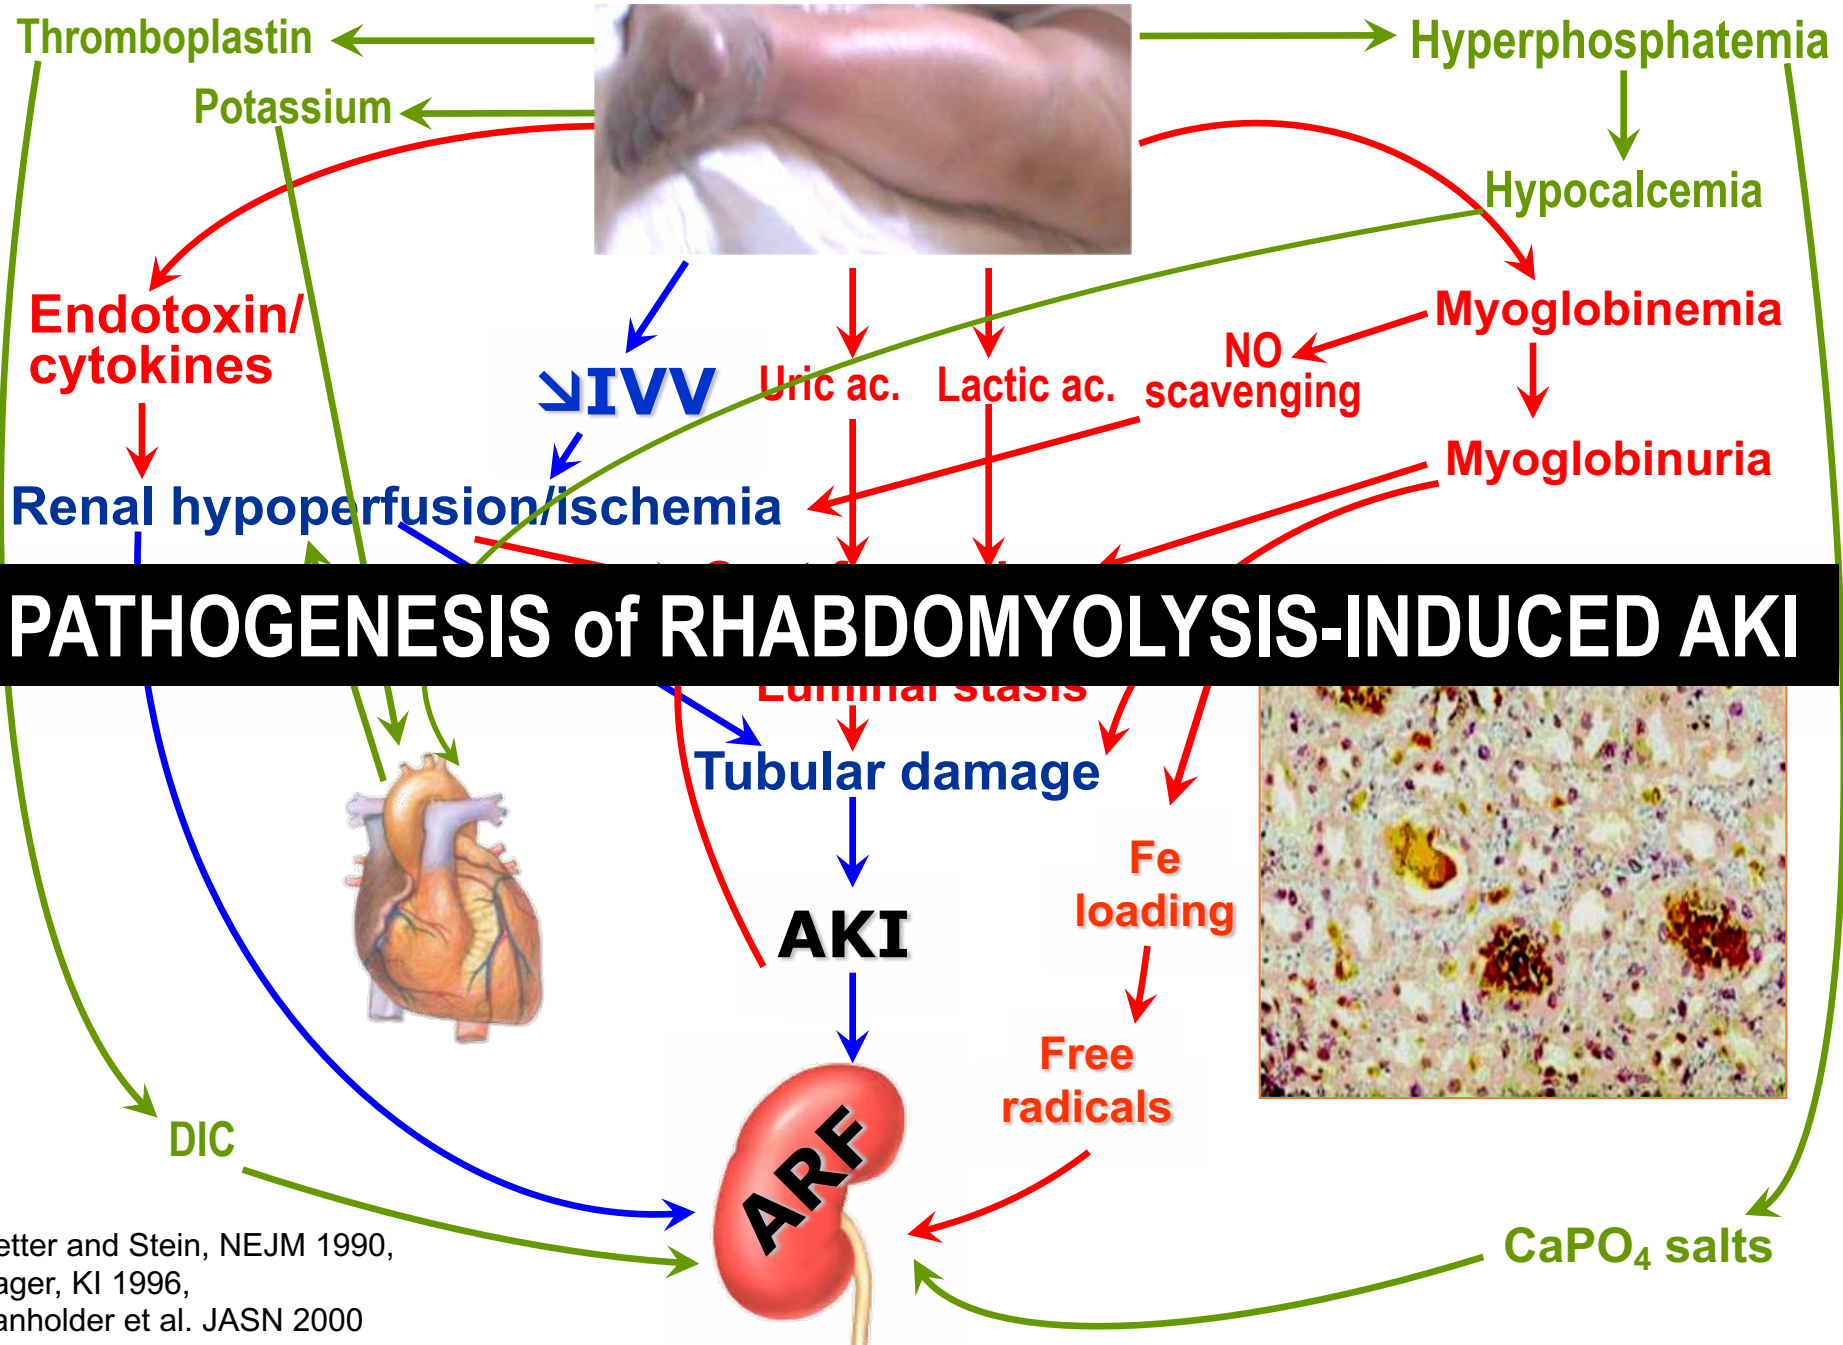 Thromboplastin
Hyperphosphatemia
Potassium
Hypocalcemia
Endotoxin/
cytokines
Myoglobinemia
NO
scavenging
↘IVV
Uric ac.
Lactic ac.
Myoglobinuria
Renal hypoperfusion/ischemia
PATHOGENESIS of RHABDOMYOLYSIS-INDUCED AKI
Luminal stasis
Tubular damage
Fe
loading
AKI
Free
radicals
ARF
DIC
CaPO₄ salts
etter and Stein, NEJM 1990,
ager, KI 1996,
anholder et al. JASN 2000